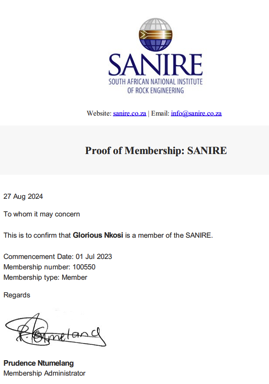 SANIRE
SOUTH AFRICAN NATIONAL INSTITUTE
OF ROCK ENGINEERING
Website: sanire.co.za | Email: info@sanire.co.za
Proof of Membership: SANIRE
27 Aug 2024
To whom it may concern
This is to confirm that Glorious Nkosi is a member of the SANIRE.
Commencement Date: 01 Jul 2023
Membership number: 100550
Membership type: Member
Regards
Prudence Ntumelang
Membership Administrator